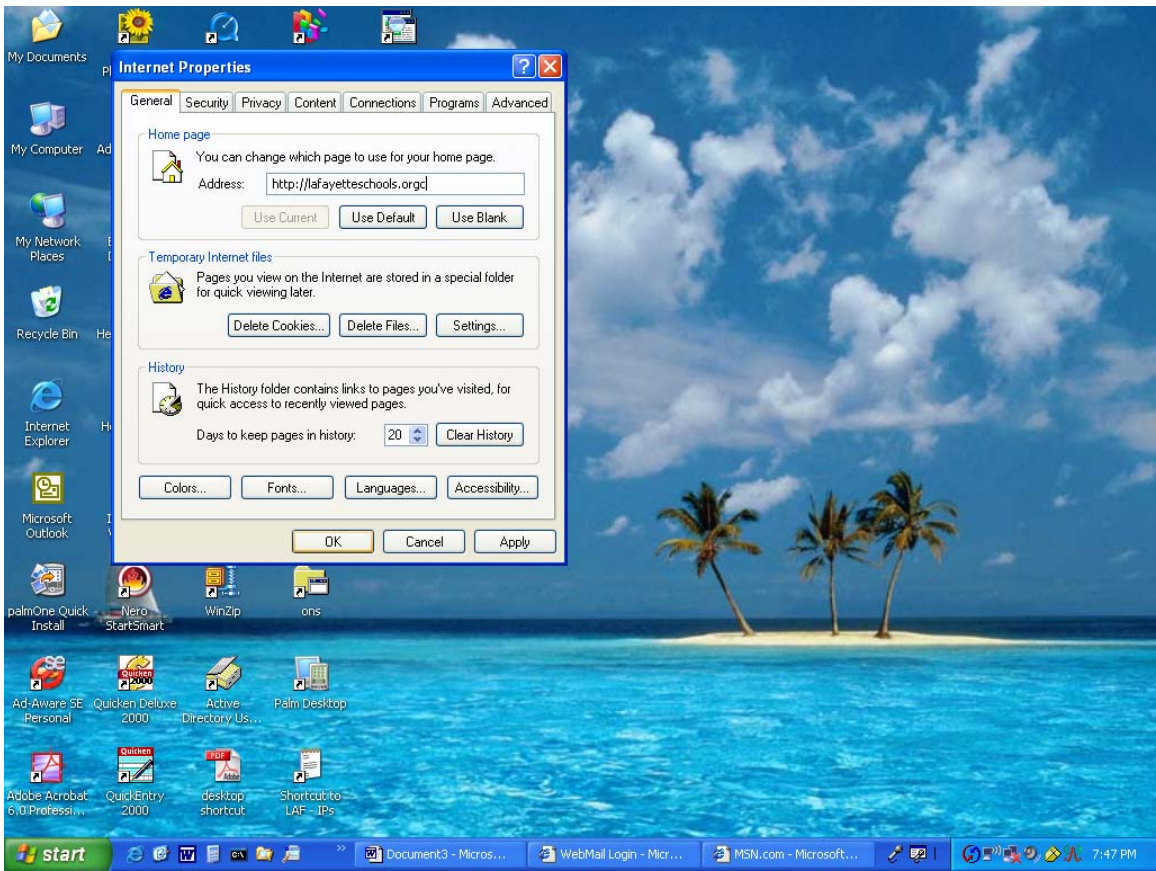 My Documents
Pl
Internet Properties
General Security Privacy Content Connections Programs Advanced
Home page
You can change which page to use for your home page.
Address: http://lafayetteschools.orgc
Use Current Use Default Use Blank
Temporary Internet files
Pages you view on the Internet are stored in a special folder
for quick viewing later.
Delete Cookies... Delete Files... Settings...
History
The History folder contains links to pages you've visited, for
quick access to recently viewed pages.
Days to keep pages in history: 20 Clear History
Colors... Fonts... Languages... Accessibility...
OK Cancel Apply
My Computer
Ad
My Network
Places
Recycle Bin
He
Internet
Explorer
Microsoft
Outlook
palmOne Quick
Install
Nero
StartSmart
WinZip
ons
Ad-Aware SE
Personal
Quicken Deluxe
2000
Active
Directory Us...
Palm Desktop
Adobe Acrobat
6.0 Professi...
QuickEntry
2000
desktop
shortcut
Shortcut to
LAF - IPs
start
Document3 - Micros...
WebMail Login - Micr...
MSN.com - Microsoft...
7:47 PM